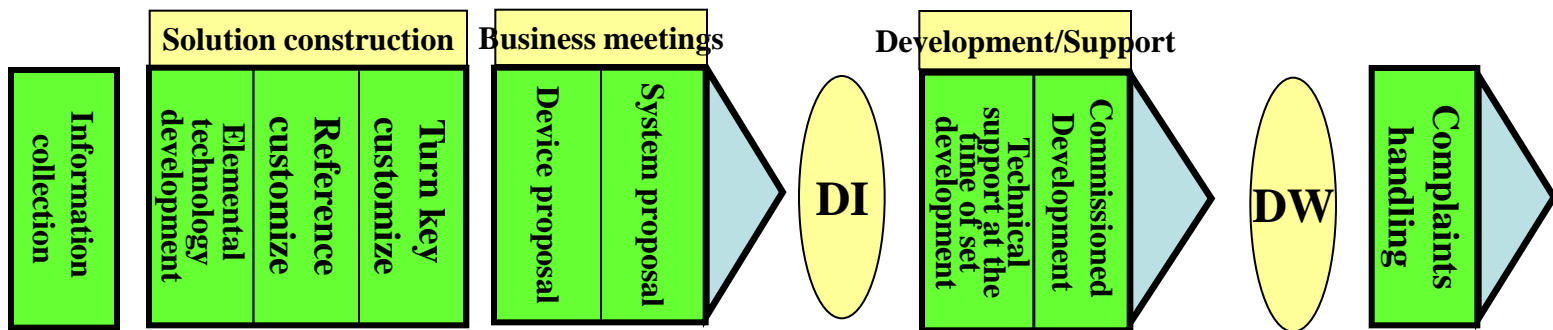 Solution construction
Business meetings
Development/Support
Information
collection
Elemental
technology
development
Reference
customize
Turn key
customize
Device proposal
System proposal
DI
Technical
support at the
time of set
development
Commissioned
Development
DW
Complaints
handling